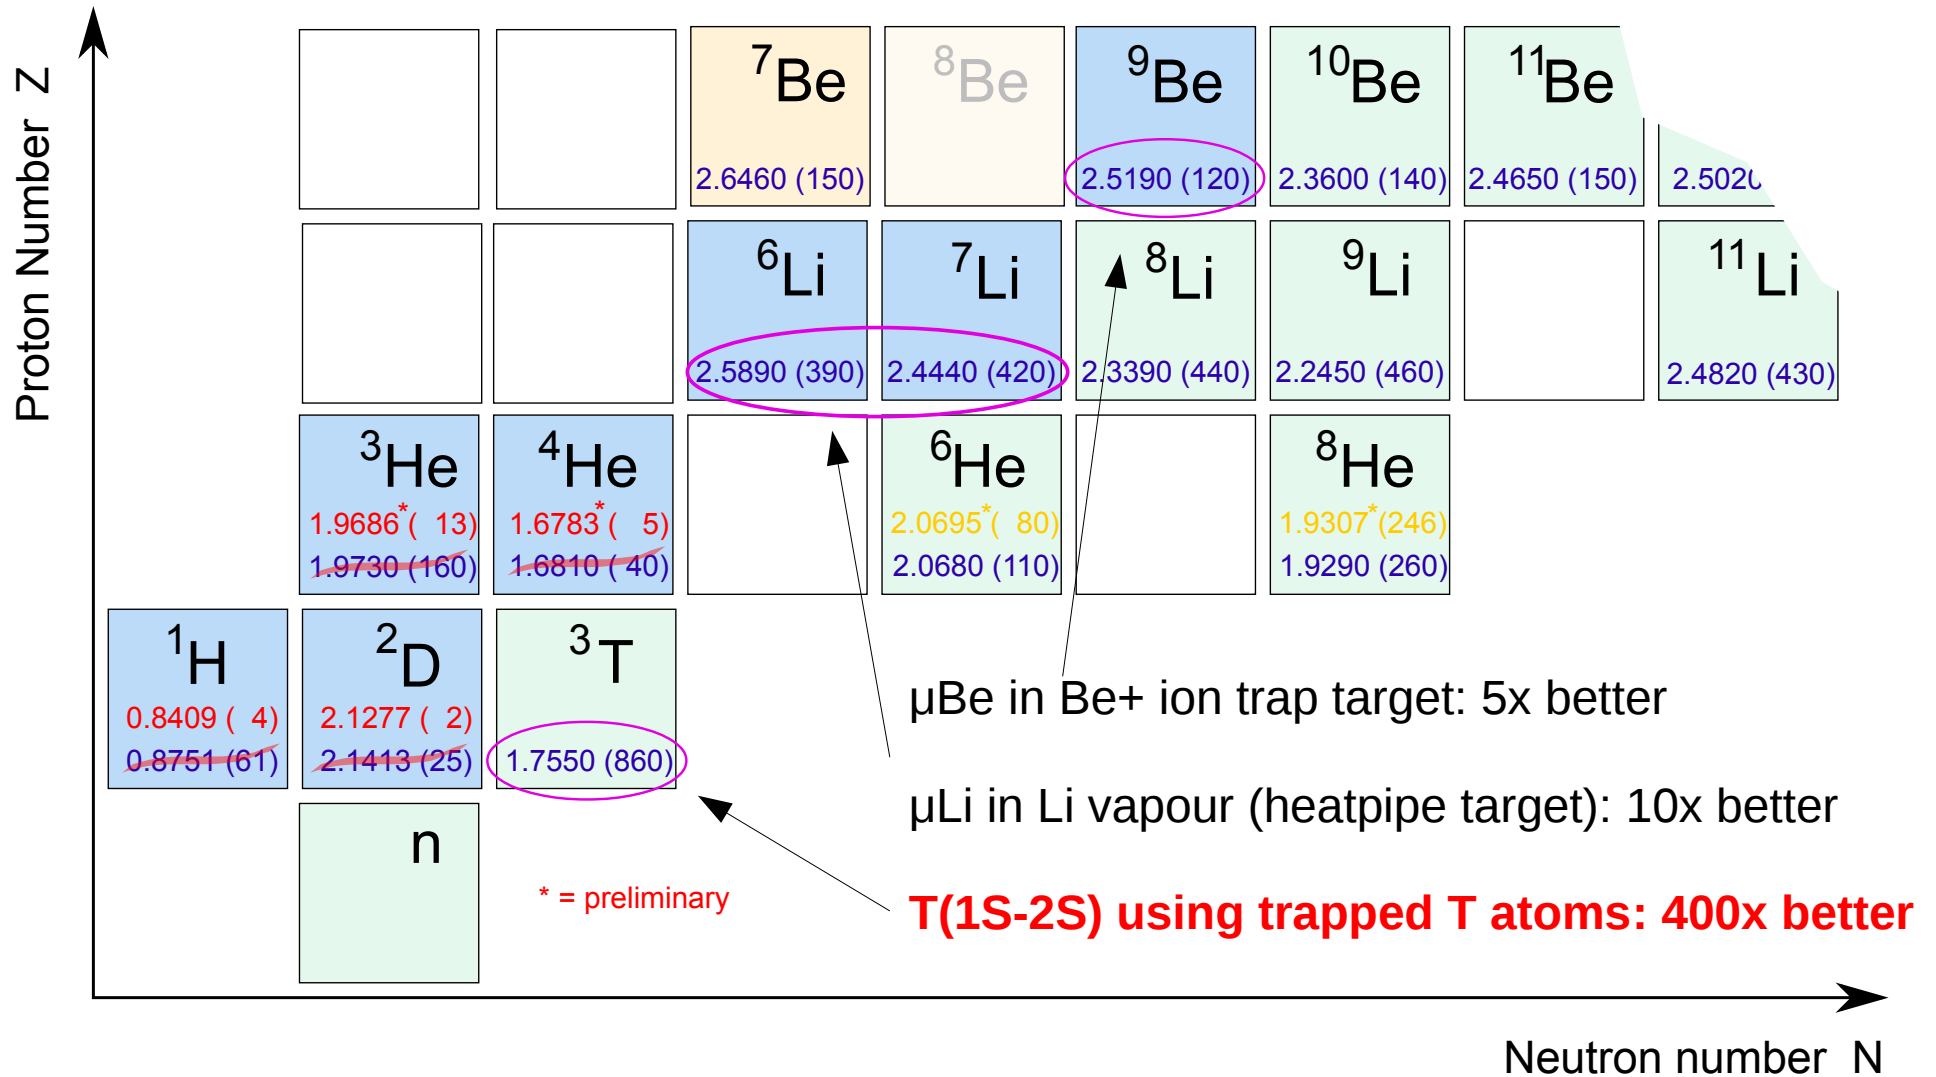 Proton Number Z
7Be
8Be
9Be
10Be
11Be
2.6460 (150)
2.5190 (120)
2.3600 (140)
2.4650 (150)
2.5020
6Li
7Li
8Li
9Li
11Li
2.5890 (390)
2.4440 (420)
2.3390 (440)
2.2450 (460)
2.4820 (430)
3He
4He
6He
8He
1.9686*( 13)
1.6783*( 5)
2.0695*( 80)
1.9307*(246)
1.9730 (160)
1.6810 ( 40)
2.0680 (110)
1.9290 (260)
1H
2D
3T
0.8409 ( 4)
2.1277 ( 2)
0.8751 (61)
2.1413 (25)
1.7550 (860)
n
* = preliminary
µBe in Be+ ion trap target: 5x better
µLi in Li vapour (heatpipe target): 10x better
T(1S-2S) using trapped T atoms: 400x better
Neutron number N